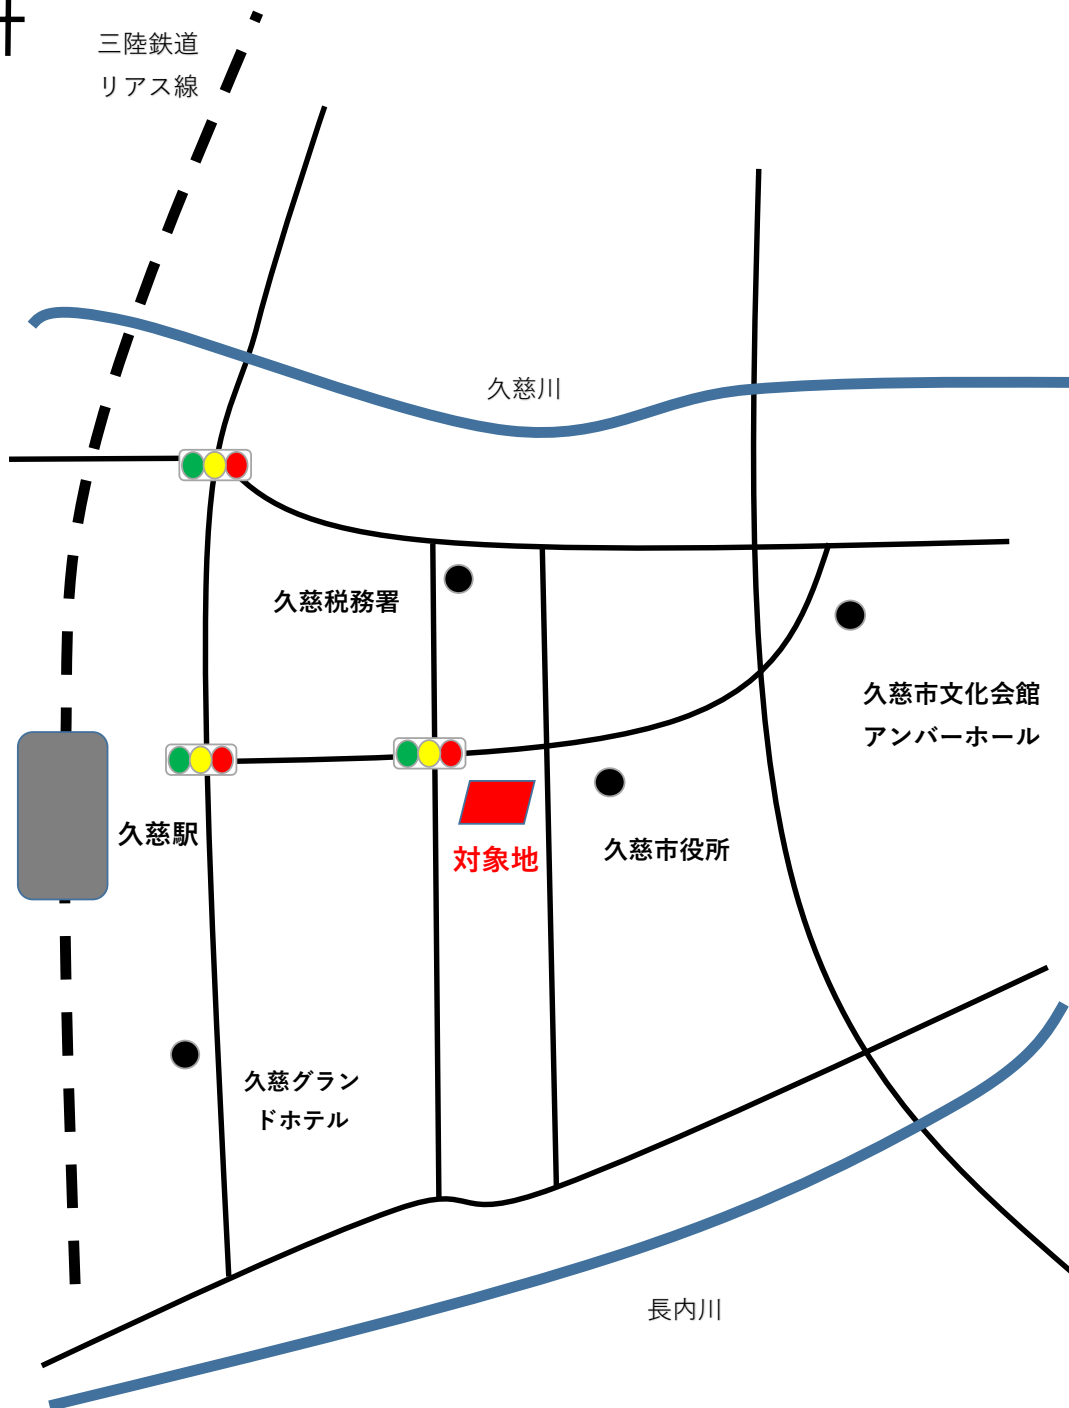 三陸鉄道
リアス線
久慈川
久慈税務署
久慈市文化会館
アンバーホール
久慈駅
対象地
久慈市役所
久慈グラン
ドホテル
長内川